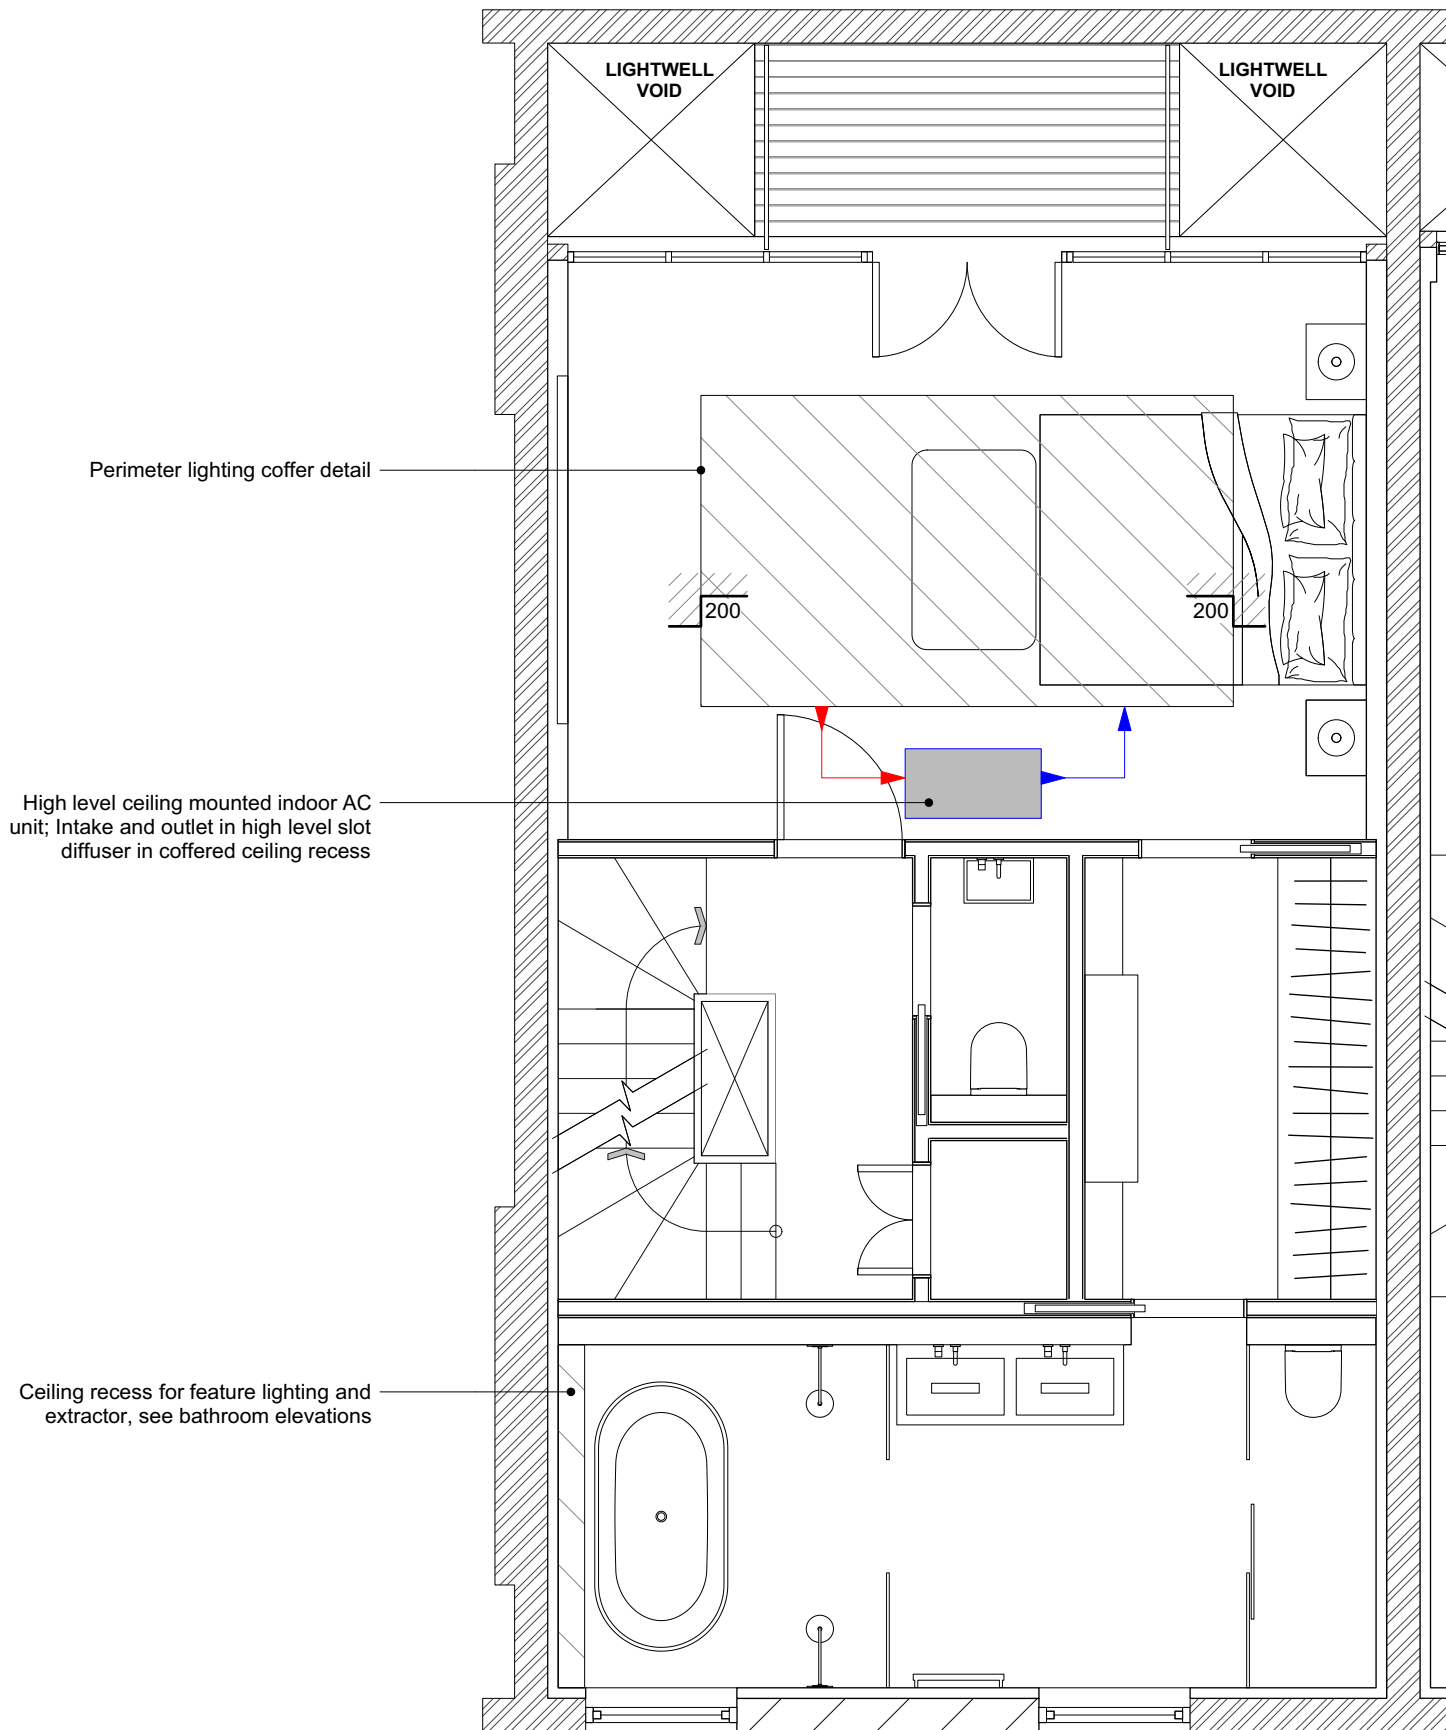 LIGHTWELL
VOID
LIGHTWELL
VOID
Perimeter lighting coffer detail
200
200
High level ceiling mounted indoor AC
unit; Intake and outlet in high level slot
diffuser in coffered ceiling recess
Ceiling recess for feature lighting and
extractor, see bathroom elevations